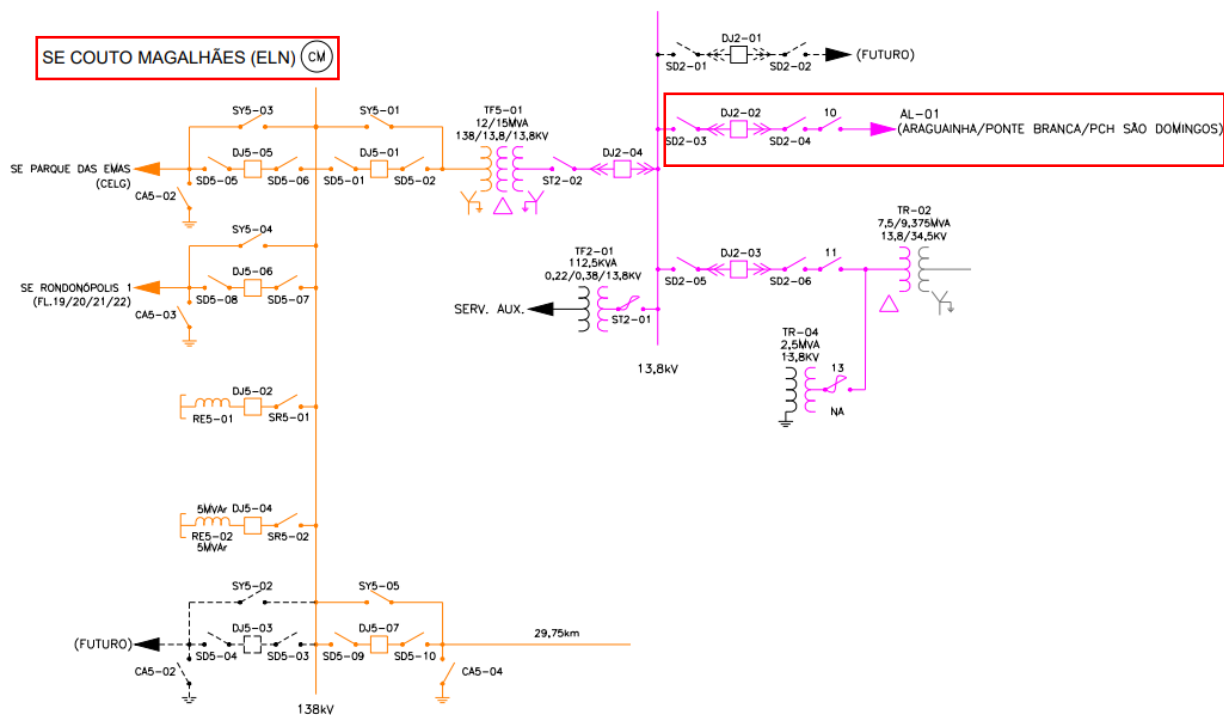 SE COUTO MAGALHÃES (ELN) CM
SY5-03
SY5-01
DJ5-05
DJ5-01
SE PARQUE DAS EMAS
(CELG)
SD5-05
SD5-06
SD5-01
SD5-02
CA5-02
TF5-01
12/15MVA
138/13,8/13,8KV
ST2-02
DJ2-04
DJ2-01
SD2-01
SD2-02
(FUTURO)
DJ2-02
10
AL-01
(ARAGUAINHA/PONTE BRANCA/PCH SÃO DOMINGOS)
SD2-03
SD2-04
SY5-04
DJ5-06
SE RONDONÓPOLIS 1
(FL.19/20/21/22)
SD5-08
SD5-07
CA5-03
TF2-01
112,5KVA
0,22/0,38/13,8KV
SERV. AUX.
ST2-01
DJ2-03
11
SD2-05
SD2-06
TR-02
7,5/9,375MVA
13,8/34,5KV
TR-04
2,5MVA
13,8KV
13
NA
13,8kV
DJ5-02
RE5-01
SR5-01
5MVAr
DJ5-04
RE5-02
5MVAr
SR5-02
SY5-02
SY5-05
(FUTURO)
DJ5-03
DJ5-07
29,75km
SD5-04
SD5-03
SD5-09
SD5-10
CA5-02
CA5-04
138kV